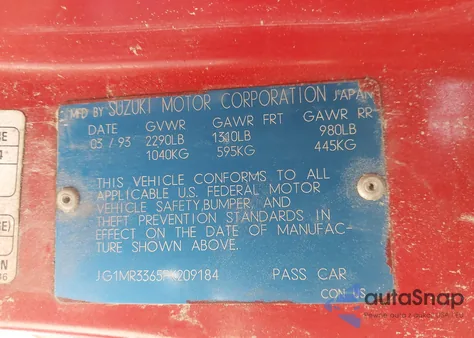 MFD BY SUZUKI MOTOR CORPORATION JAPAN
DATE GVWR GAWR FRT GAWR RR
03 / 93 2290LB 1310LB 980LB
1040KG 595KG 445KG
THIS VEHICLE CONFORMS TO ALL
APPLICABLE U.S. FEDERAL MOTOR
VEHICLE SAFETY,BUMPER, AND
THEFT PREVENTION STANDARDS IN
EFFECT ON THE DATE OF MANUFAC-
TURE SHOWN ABOVE.
PASS CAR
autoSnap